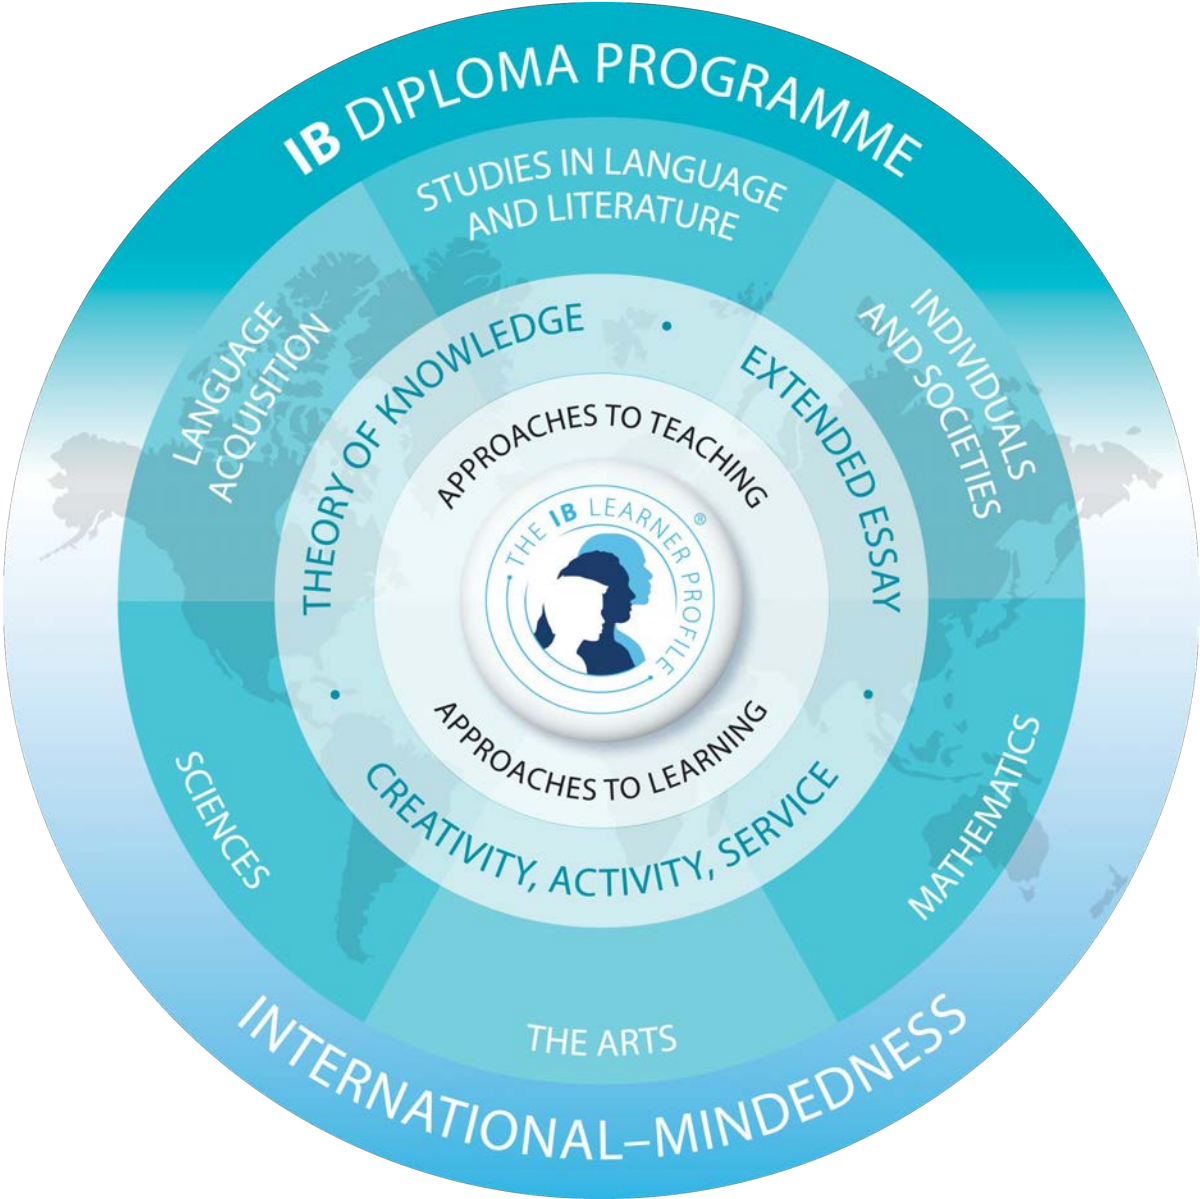 IB DIPLOMA PROGRAMME
STUDIES IN LANGUAGE
AND LITERATURE
LANGUAGE
ACQUISITION
INDIVIDUALS
AND SOCIETIES
THEORY OF KNOWLEDGE
•
EXTENDED ESSAY
APPROACHES TO TEACHING
THE IB LEARNER PROFILE
®
APPROACHES TO LEARNING
•
CREATIVITY, ACTIVITY, SERVICE
•
SCIENCES
MATHEMATICS
THE ARTS
INTERNATIONAL–MINDEDNESS